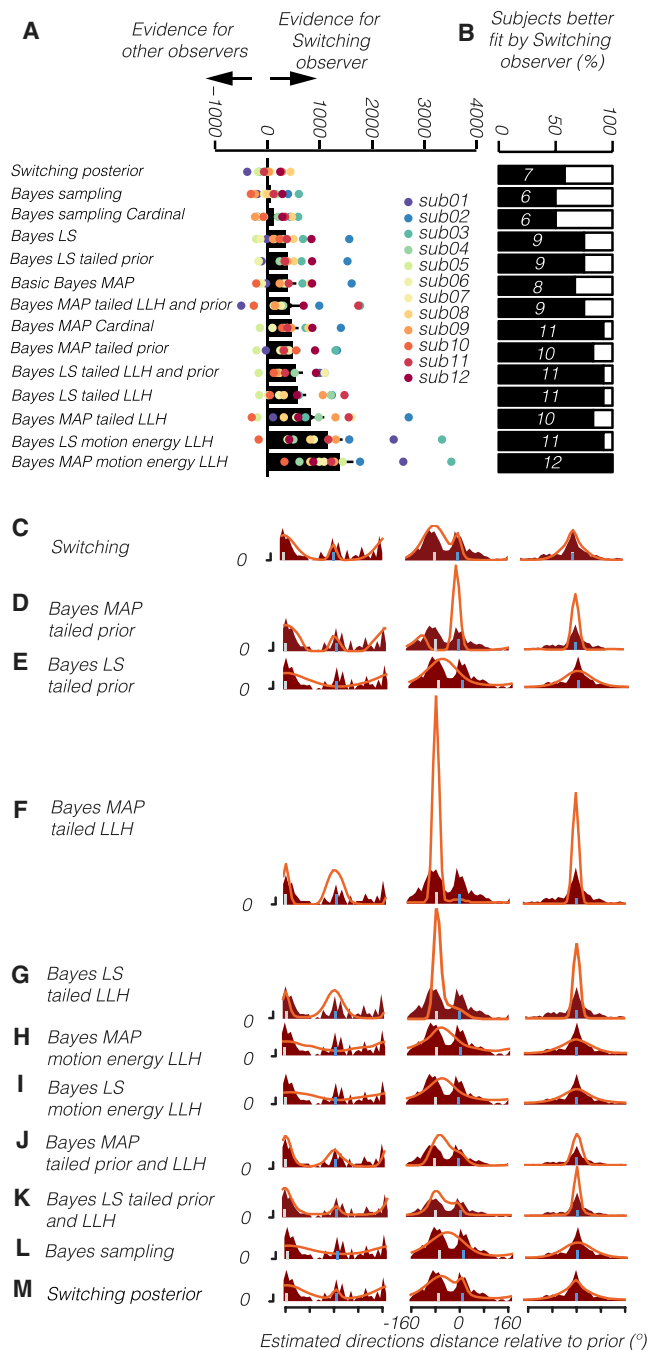 A
Evidence for
other observers
Evidence for
Switching
observer
B
Subjects better
fit by Switching
observer (%)
-1000
0
1000
2000
3000
4000
0
50
100
Switching posterior
Bayes sampling
Bayes sampling Cardinal
Bayes LS
Bayes LS tailed prior
Basic Bayes MAP
Bayes MAP tailed LLH and prior
Bayes MAP Cardinal
Bayes MAP tailed prior
Bayes LS tailed LLH and prior
Bayes LS tailed LLH
Bayes MAP tailed LLH
Bayes LS motion energy LLH
Bayes MAP motion energy LLH
sub01
sub02
sub03
sub04
sub05
sub06
sub07
sub08
sub09
sub10
sub11
sub12
7
6
6
9
9
8
9
11
10
11
11
10
11
12
C
Switching
0
D
Bayes MAP
tailed prior
0
E
Bayes LS
tailed prior
0
F
Bayes MAP
tailed LLH
0
G
Bayes LS
tailed LLH
0
H
Bayes MAP
motion energy LLH
0
I
Bayes LS
motion energy LLH
0
J
Bayes MAP
tailed prior and LLH
0
K
Bayes LS tailed prior
and LLH
0
L
Bayes sampling
0
M
Switching posterior
0
-160
0
160
Estimated directions distance relative to prior (°)